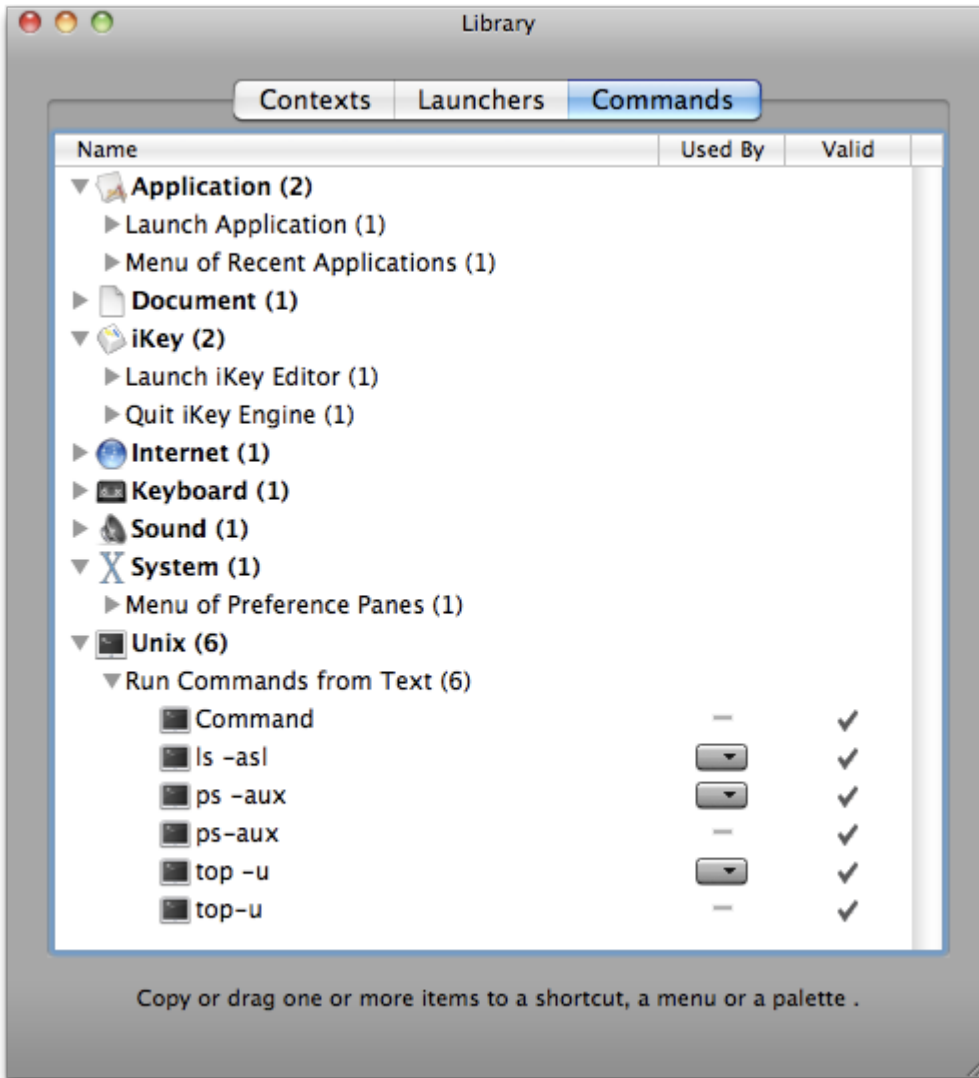 Library
Contexts Launchers Commands
Name Used By Valid
Application (2)
Launch Application (1)
Menu of Recent Applications (1)
Document (1)
iKey (2)
Launch iKey Editor (1)
Quit iKey Engine (1)
Internet (1)
Keyboard (1)
Sound (1)
System (1)
Menu of Preference Panes (1)
Unix (6)
Run Commands from Text (6)
Command
ls -asl
ps -aux
ps-aux
top -u
top-u
Copy or drag one or more items to a shortcut, a menu or a palette .